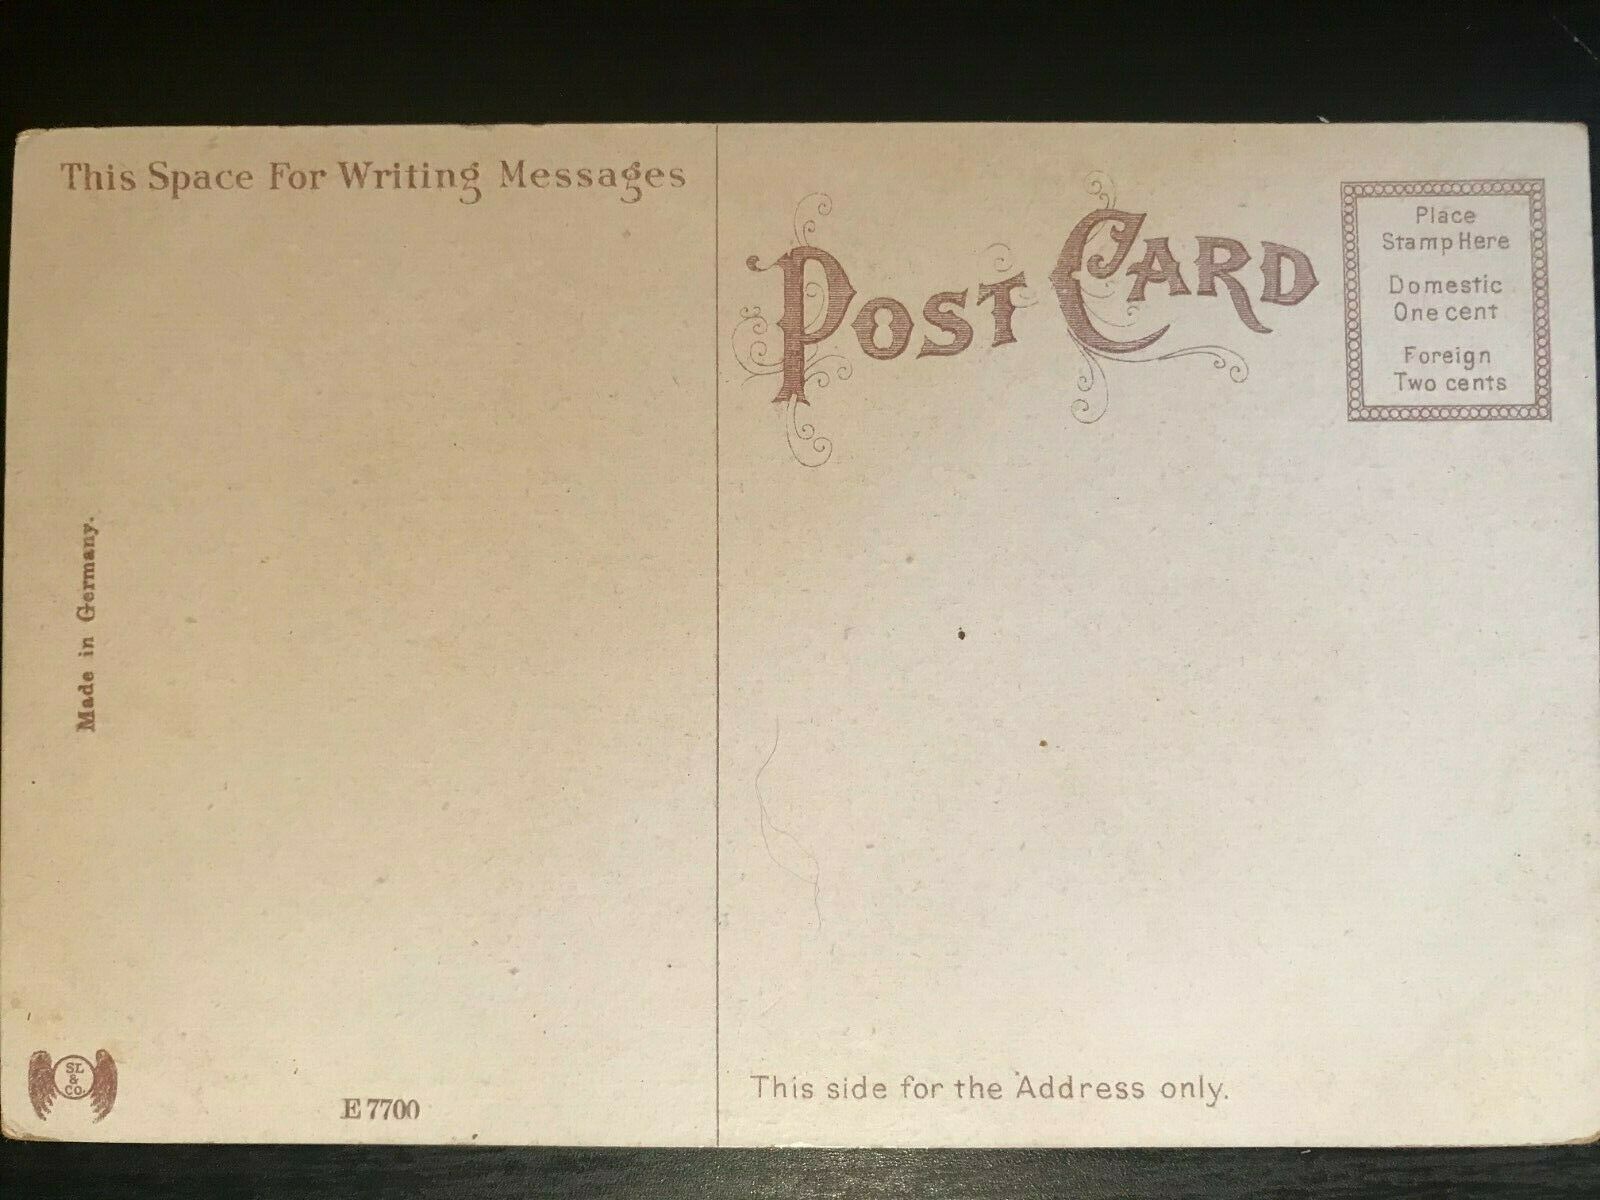 This Space For Writing Messages
POST CARD
Place
Stamp Here
Domestic
One cent
Foreign
Two cents
Made in Germany.
SL
&
Co.
E 7700
This side for the Address only.